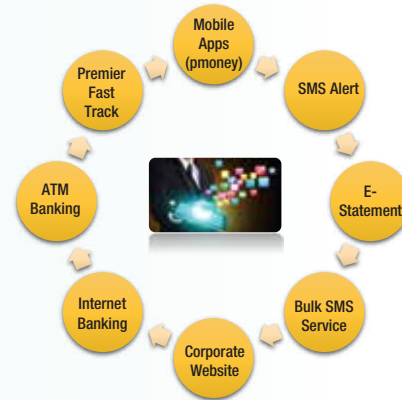 Mobile
Apps
(pmoney)
SMS Alert
E-
Statement
Bulk SMS
Service
Corporate
Website
Internet
Banking
ATM
Banking
Premier
Fast
Track